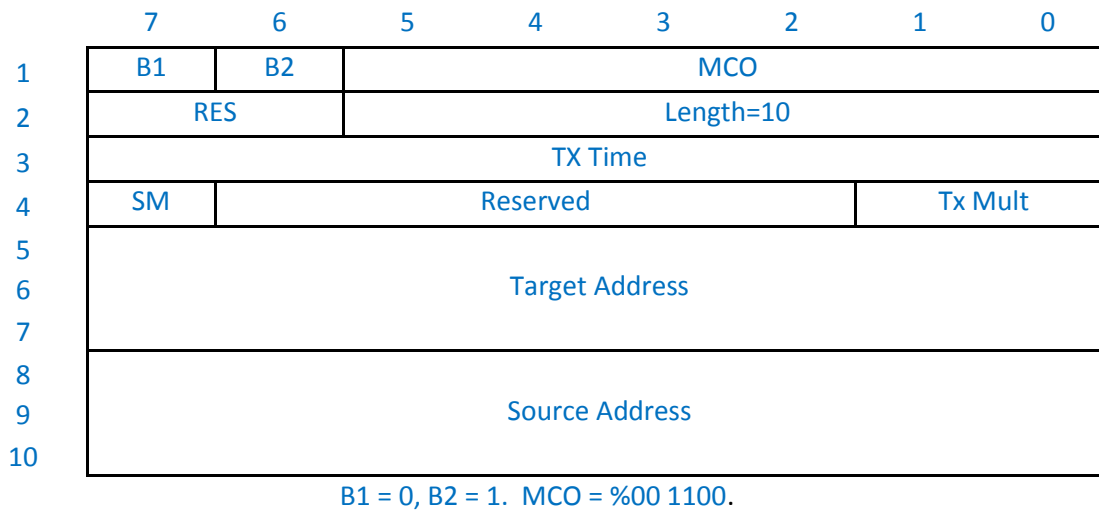 7 6 5 4 3 2 1 0
1 B1 B2 MCO
2 RES Length=10
3 TX Time
4 SM Reserved Tx Mult
5
6 Target Address
7
8
9 Source Address
10
B1 = 0, B2 = 1. MCO = %00 1100.